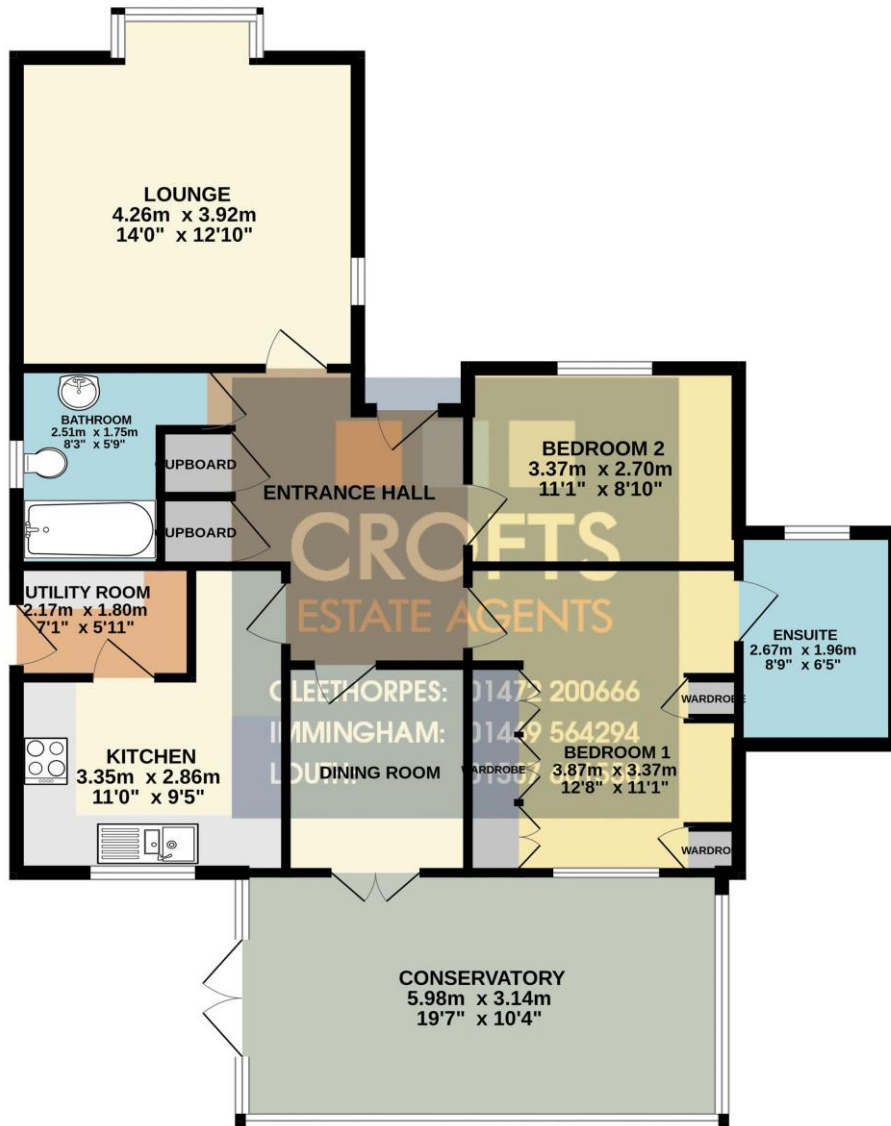 LOUNGE
4.26m x 3.92m
14'0" x 12'10"
BATHROOM
2.51m x 1.75m
8'3" x 5'9"
CUPBOARD
CUPBOARD
ENTRANCE HALL
BEDROOM 2
3.37m x 2.70m
11'1" x 8'10"
CROFTS
ESTATE AGENTS
UTILITY ROOM
2.17m x 1.80m
7'1" x 5'11"
ENSUITE
2.67m x 1.96m
8'9" x 6'5"
CLEETHORPES: 01472 200666
IMMINGHAM: 01469 564294
LOUTH:
KITCHEN
3.35m x 2.86m
11'0" x 9'5"
DINING ROOM
WARDROBE
BEDROOM 1
3.87m x 3.37m
12'8" x 11'1"
WARDROBE
WARDROBE
CONSERVATORY
5.98m x 3.14m
19'7" x 10'4"